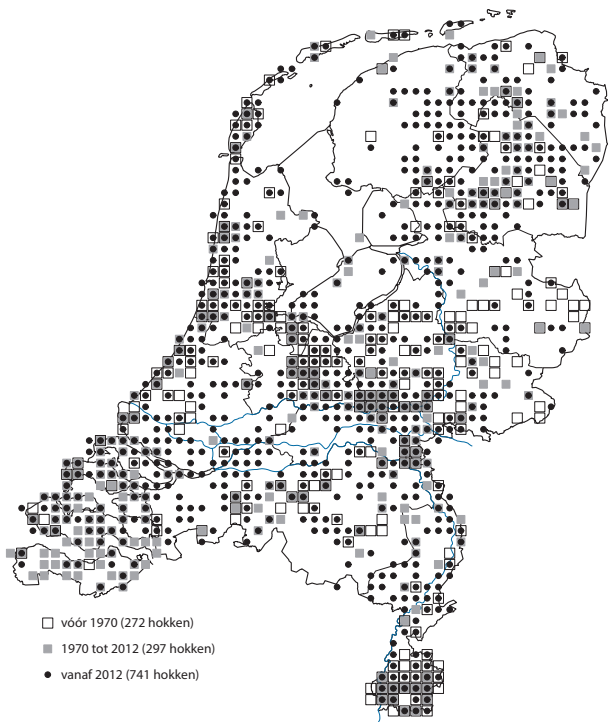 vóór 1970 (272 hokken)
1970 tot 2012 (297 hokken)
vanaf 2012 (741 hokken)